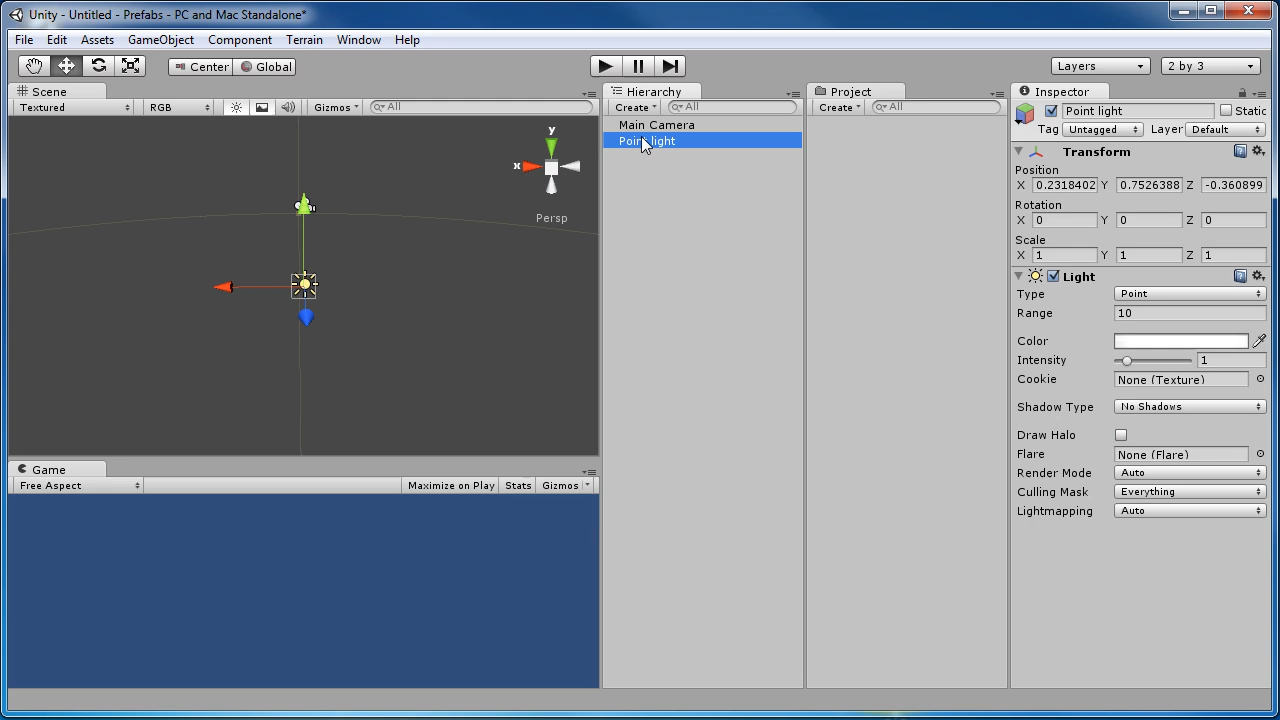 Unity - Untitled - Prefabs - PC and Mac Standalone*
File Edit Assets GameObject Component Terrain Window Help
Center Global Layers 2 by 3
Scene
Textured RGB Gizmos All
y
x
Persp
Game
Free Aspect Maximize on Play Stats Gizmos
Hierarchy
Create All
Main Camera
Point light
Project
Create All
Inspector
Point light Static
Tag Untagged Layer Default
Transform
Position
X 0.2318402 Y 0.7526388 Z -0.360899
Rotation
X 0 Y 0 Z 0
Scale
X 1 Y 1 Z 1
Light
Type Point
Range 10
Color
Intensity 1
Cookie None (Texture)
Shadow Type No Shadows
Draw Halo
Flare None (Flare)
Render Mode Auto
Culling Mask Everything
Lightmapping Auto